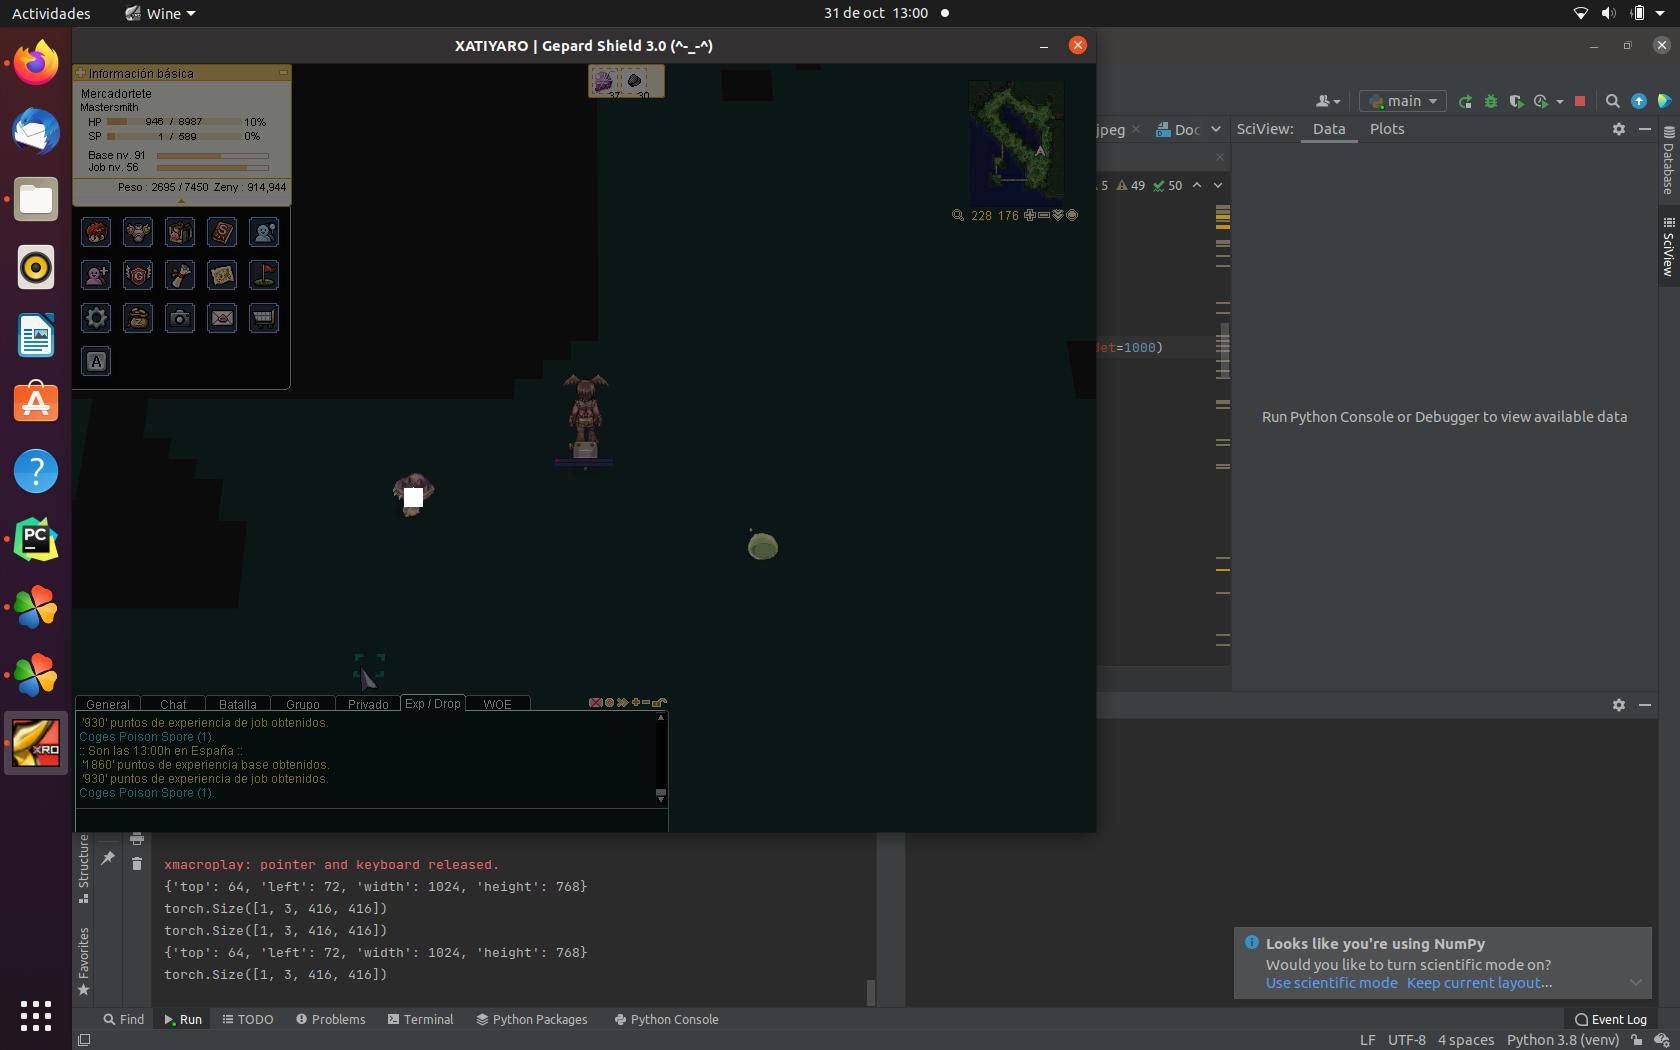 Actividades
Wine
31 de oct 13:00
XATIYARO | Gepard Shield 3.0 (^-_-^)
Información básica
Mercadortete
Mastersmith
HP 946 / 8987 10%
SP 1 / 589 0%
Base nv. 91
Job nv. 56
Peso : 2695 / 7450 Zeny : 914,944
37 30
228 176
main
jpeg
Doc
SciView:
Data
Plots
5 49 50
Database
SciView
det=1000)
Run Python Console or Debugger to view available data
PC
XRO
General
Chat
Batalla
Grupo
Privado
Exp / Drop
WOE
'930' puntos de experiencia de job obtenidos.
Coges Poison Spore (1).
:: Son las 13:00h en España ::
'1860' puntos de experiencia base obtenidos.
'930' puntos de experiencia de job obtenidos.
Coges Poison Spore (1).
Structure
Favorites
xmacroplay: pointer and keyboard released.
{'top': 64, 'left': 72, 'width': 1024, 'height': 768}
torch.Size([1, 3, 416, 416])
torch.Size([1, 3, 416, 416])
{'top': 64, 'left': 72, 'width': 1024, 'height': 768}
torch.Size([1, 3, 416, 416])
Looks like you're using NumPy
Would you like to turn scientific mode on?
Use scientific mode Keep current layout...
Find
Run
TODO
Problems
Terminal
Python Packages
Python Console
Event Log
LF UTF-8 4 spaces Python 3.8 (venv)